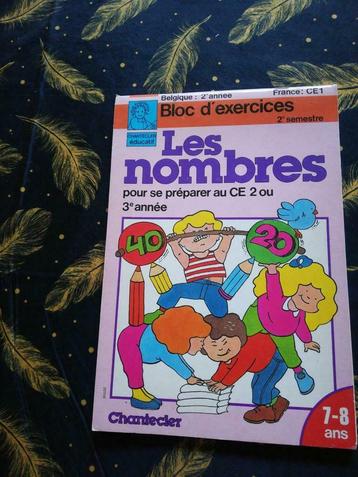 Belgique: 2e année France: CE1
Bloc d'exercices
2e semestre
CHANTECLER
éducatif
Les
nombres
pour se préparer au CE 2 ou
3e année
40
20
Chantecler
7-8
ans